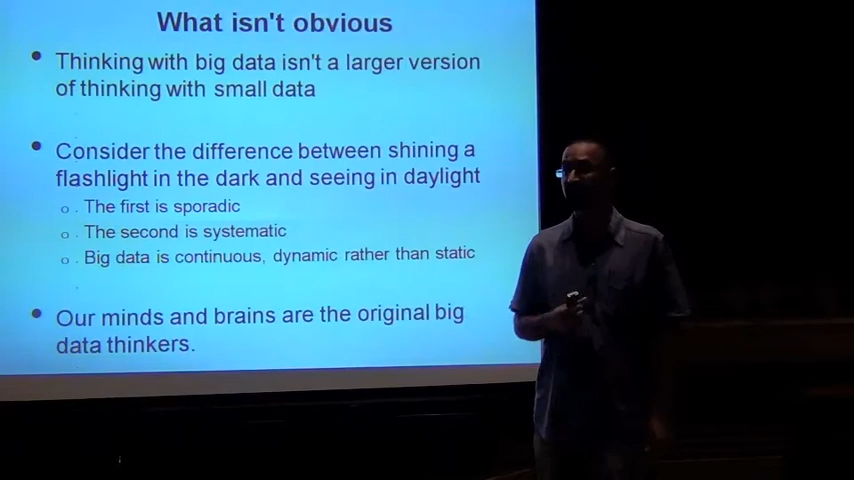 What isn't obvious
• Thinking with big data isn't a larger version
of thinking with small data
• Consider the difference between shining a
flashlight in the dark and seeing in daylight
o . The first is sporadic
o . The second is systematic
o . Big data is continuous, dynamic rather than static
• Our minds and brains are the original big
data thinkers.